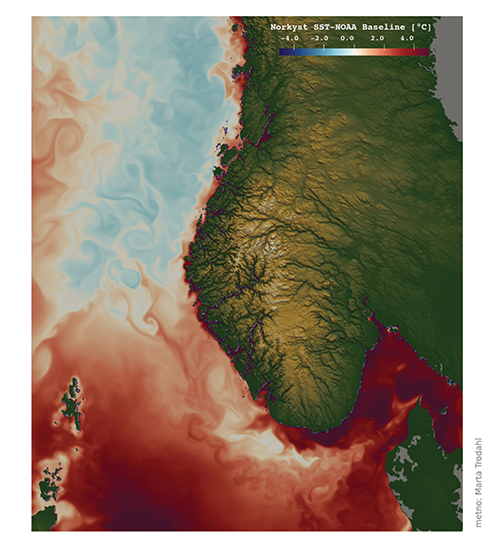 Norkyst SST-NOAA Baseline [°C]
-4.0 -2.0 0.0 2.0 4.0
metno: Marta Trodahl